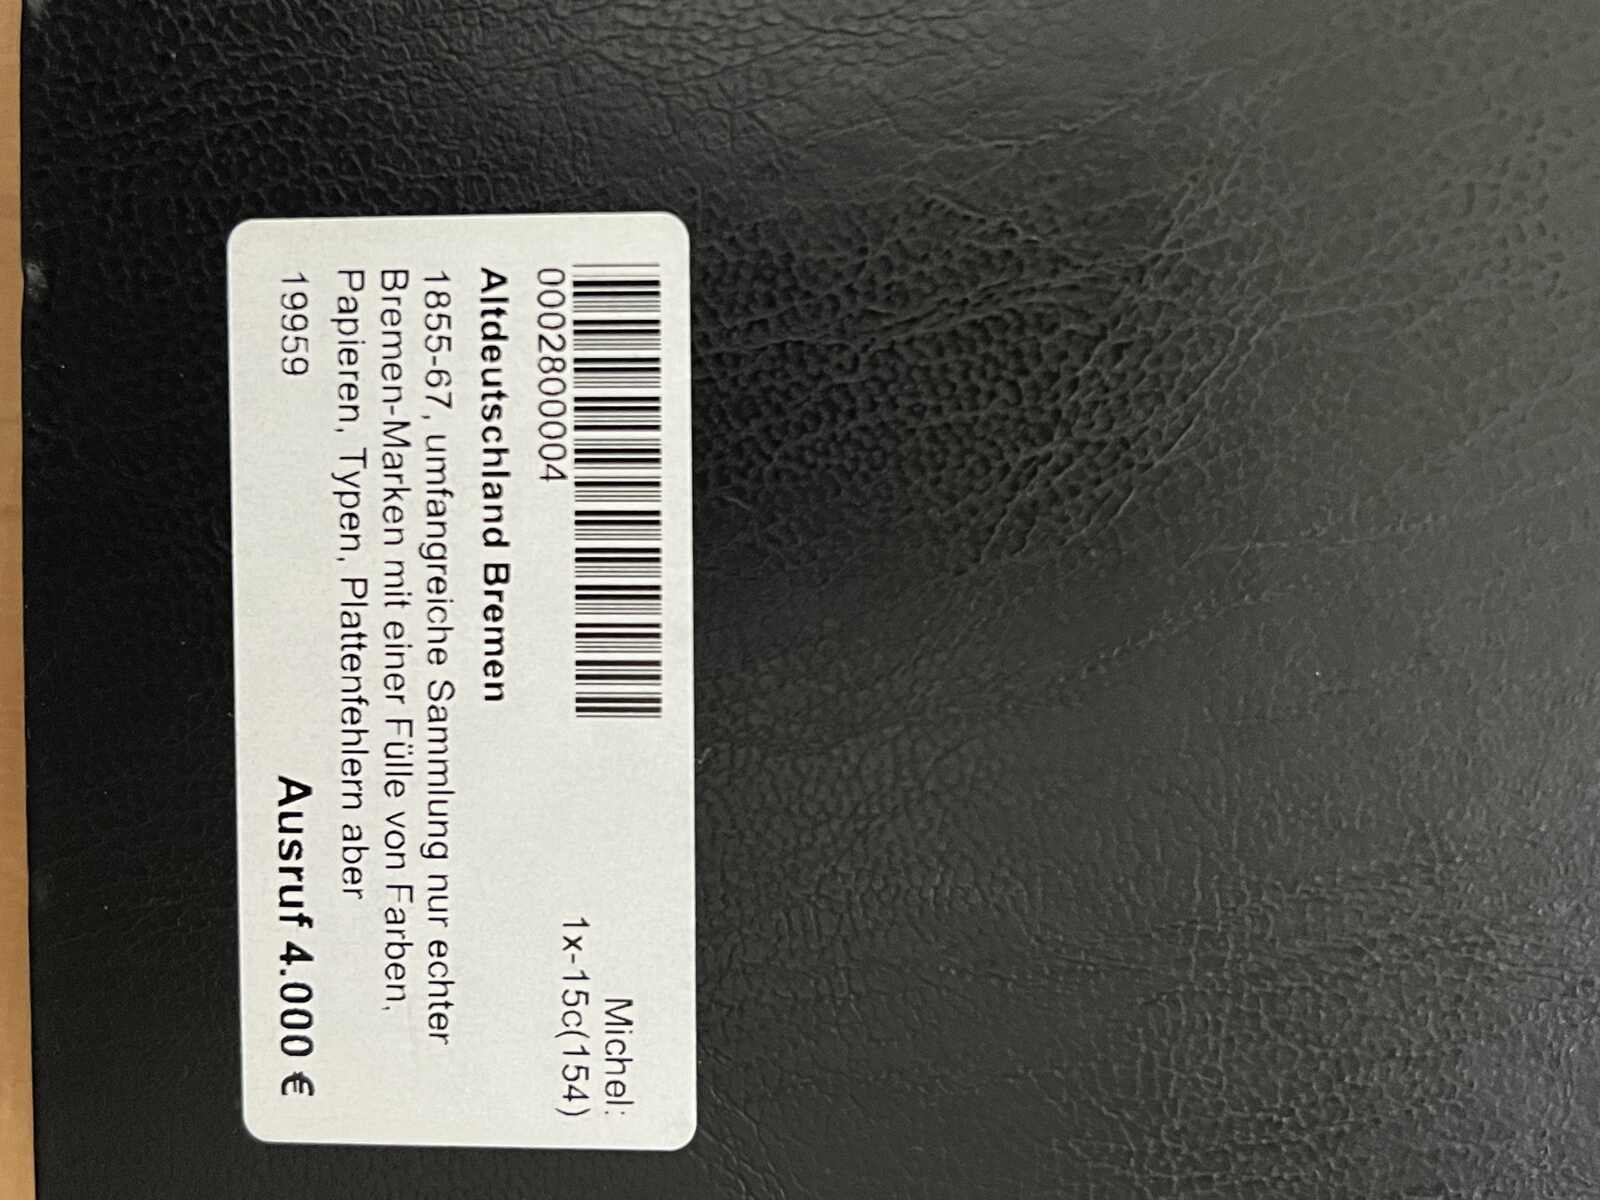 Michel:
0002800004 1x-15c(154)
Altdeutschland Bremen
1855-67, umfangreiche Sammlung nur echter
Bremen-Marken mit einer Fülle von Farben,
Papieren, Typen, Plattenfehlern aber
19959 Ausruf 4.000 €